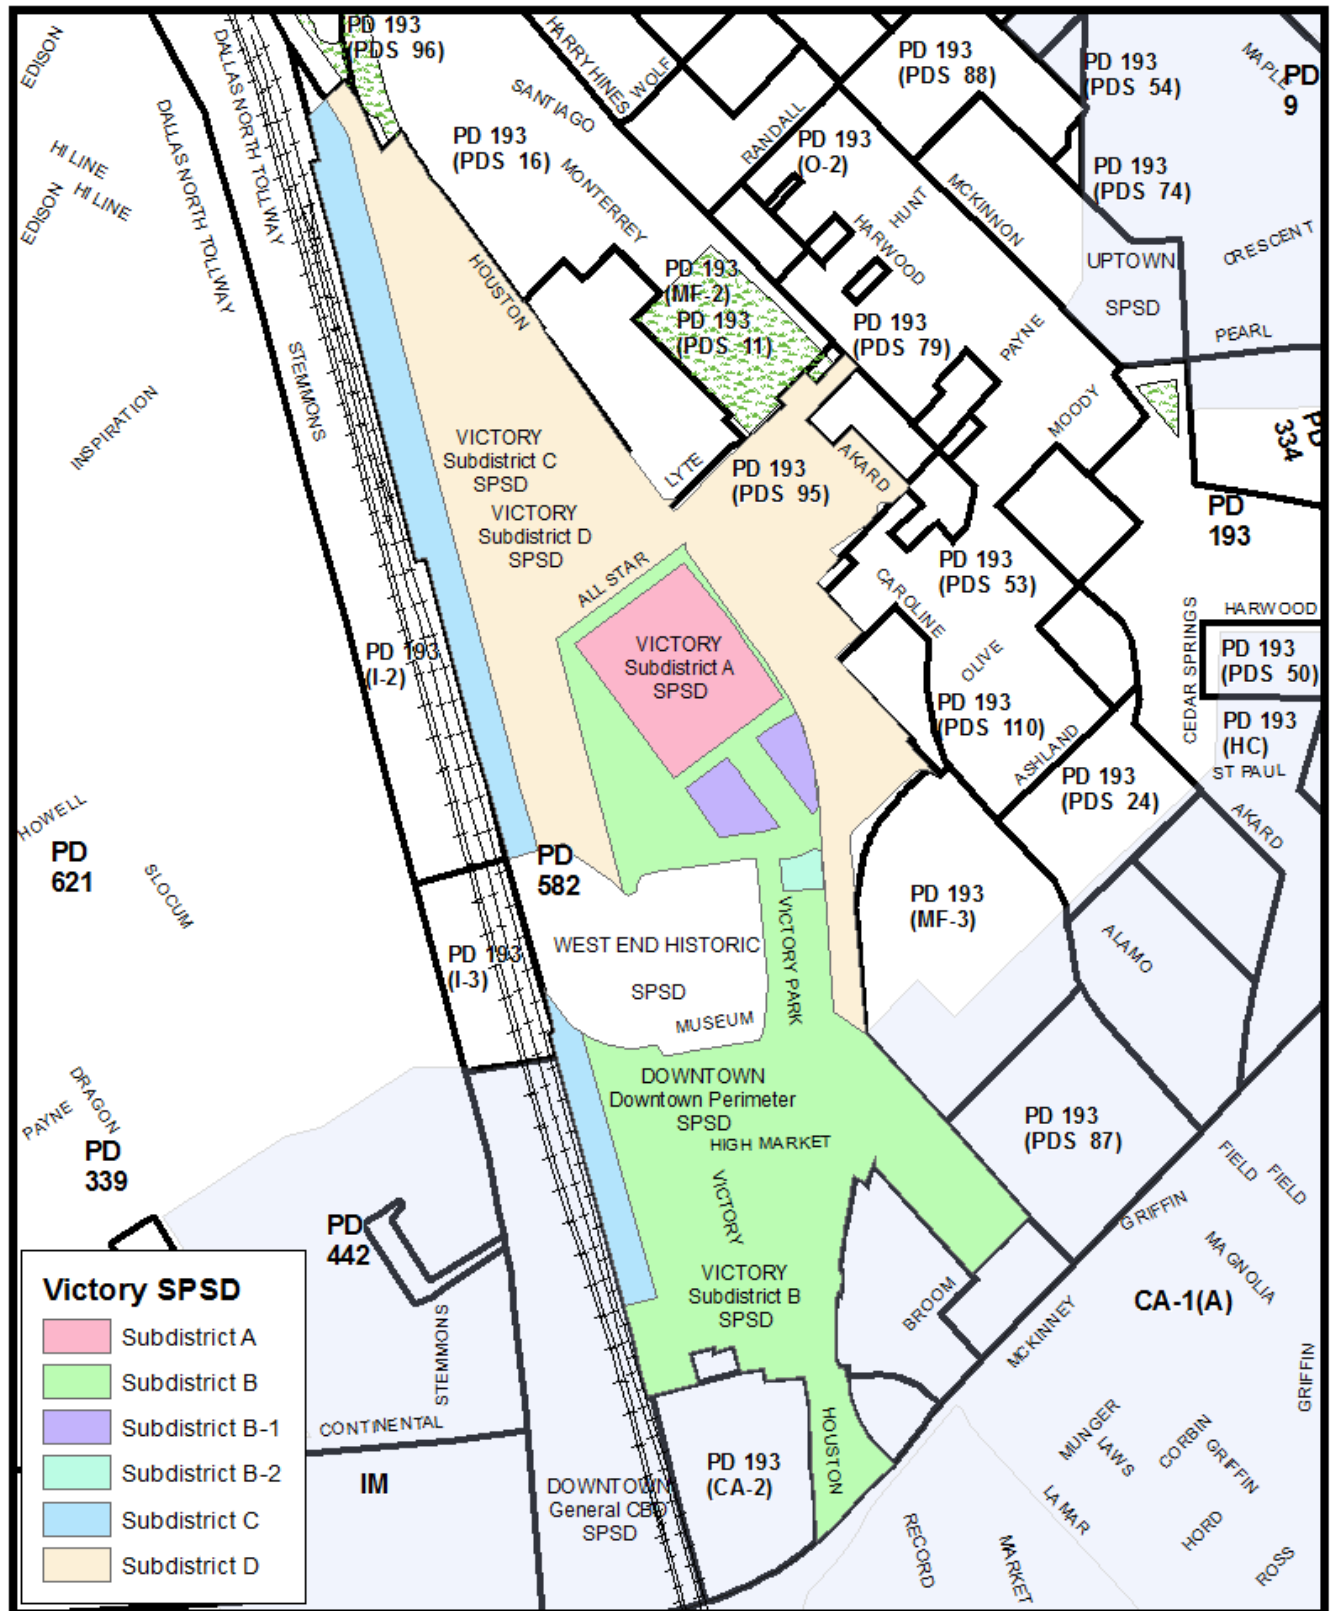 EDISON
DALLAS NORTH TOLLWAY
PD 193
(PDS 96)
HARRY HINES
WOLF
PD 193
(PDS 88)
PD 193
(PDS 54)
MAPLE
PD
9
SANTIAGO
DALLAS NORTH TOLLWAY
PD 193
(PDS 16)
RANDALL
PD 193
(O-2)
HI LINE
HI LINE
EDISON
MONTERREY
HUNT
HARWOOD
MCKINNON
PD 193
(PDS 74)
UPTOWN
SPSD
CRESCENT
PEARL
HOUSTON
PD 193
(MF-2)
PD 193
(PDS 11)
PD 193
(PDS 79)
PAYNE
STEMMONS
INSPIRATION
MOODY
PD
334
VICTORY
Subdistrict C
SPSD
VICTORY
Subdistrict D
SPSD
LYTE
PD 193
(PDS 95)
AKARD
PD
193
ALL STAR
PD 193
(PDS 53)
CAROLINE
OLIVE
CEDAR SPRINGS
HARWOOD
PD 193
(PDS 50)
PD 193
(I-2)
VICTORY
Subdistrict A
SPSD
PD 193
(PDS 110)
ASHLAND
PD 193
(HC)
ST PAUL
PD 193
(PDS 24)
AKARD
HOWELL
PD
621
SLOCUM
PD
582
PD 193
(MF-3)
PD 193
(I-3)
WEST END HISTORIC
SPSD
MUSEUM
VICTORY PARK
ALAMO
DRAGON
PAYNE
PD
339
DOWNTOWN
Downtown Perimeter
SPSD
HIGH MARKET
PD 193
(PDS 87)
FIELD
FIELD
VICTORY
GRIFFIN
MAGNOLIA
PD
442
VICTORY
Subdistrict B
SPSD
BROOM
MCKINNEY
CA-1(A)
STEMMONS
GRIFFIN
CONTINENTAL
IM
HOUSTON
PD 193
(CA-2)
DOWNTOWN
General CBD
SPSD
MUNGER
LAWS
CORBIN
GRIFFIN
LAMAR
HORD
ROSS
RECORD
MARKET
Victory SPSD
Subdistrict A
Subdistrict B
Subdistrict B-1
Subdistrict B-2
Subdistrict C
Subdistrict D